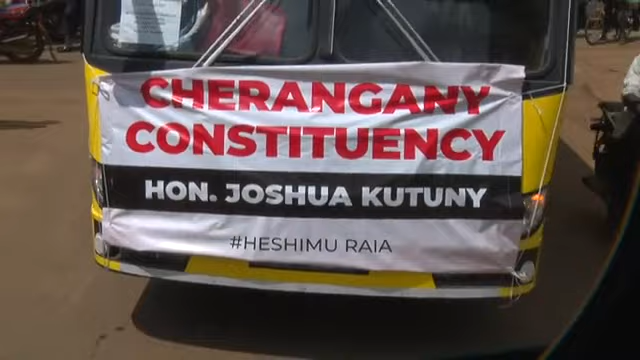 CHERANGANY
CONSTITUENCY
HON. JOSHUA KUTUNY
#HESHIMU RAIA